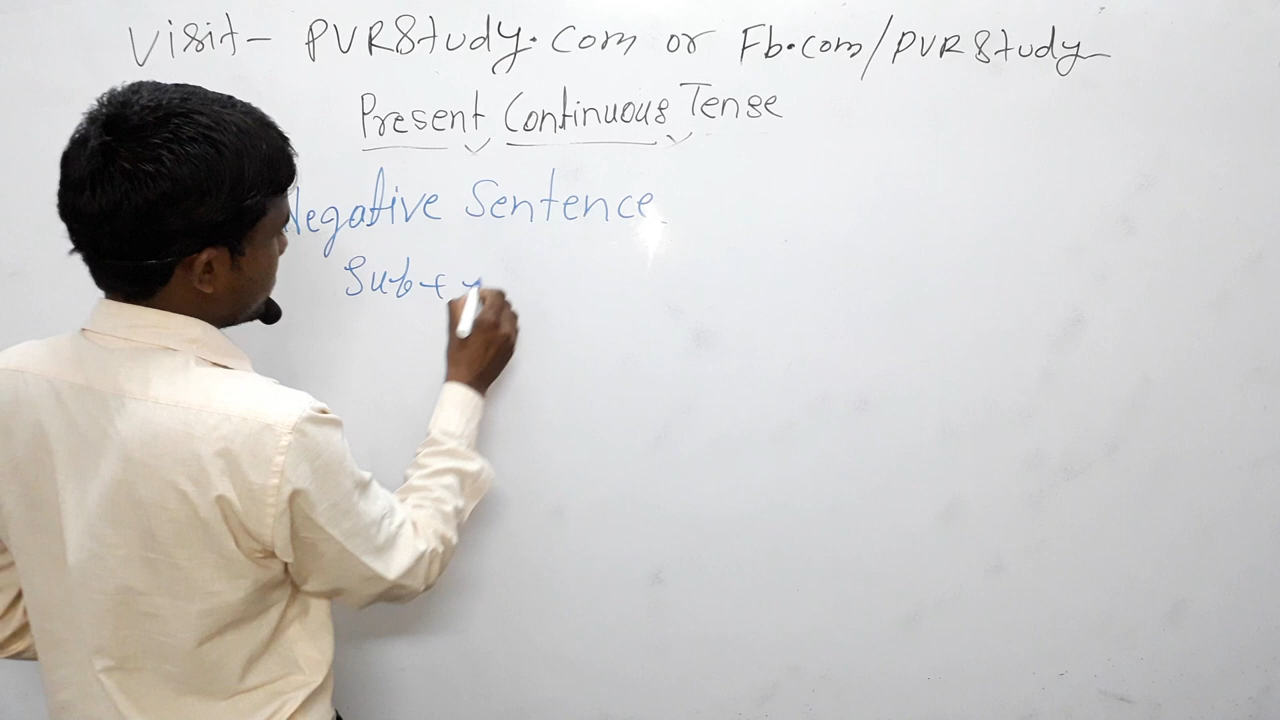 Visit- PVRStudy.com or Fb.com/PVRStudy
Present Continuous Tense
Negative Sentence
Sub +